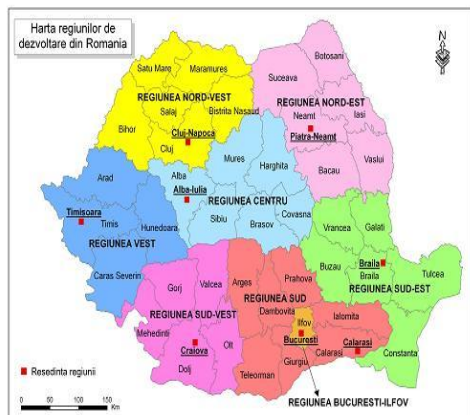 Harta regiunilor de
dezvoltare din Romania
N
Satu Mare
Maramures
Botosani
Suceava
REGIUNEA NORD-VEST
REGIUNEA NORD-EST
Salaj
Bistrita Nasaud
Neamt
Iasi
Bihor
Cluj-Napoca
Piatra-Neamt
Cluj
Mures
Harghita
Bacau
Vaslui
Arad
Alba
Alba-Iulia
REGIUNEA CENTRU
Timisoara
Timis
Hunedoara
Sibiu
Brasov
Covasna
Vrancea
Galati
REGIUNEA VEST
Caras Severin
Gorj
Valcea
Arges
Prahova
Buzau
Braila
Braila
Tulcea
REGIUNEA SUD-EST
REGIUNEA SUD
REGIUNEA SUD-VEST
Dambovita
Ilfov
Ialomita
Mehedinti
Craiova
Olt
Bucuresti
Calarasi
Calarasi
Constanta
Dolj
Teleorman
Giurgiu
Resedinta regiunii
REGIUNEA BUCURESTI-ILFOV
0 25 50 100 150
Km